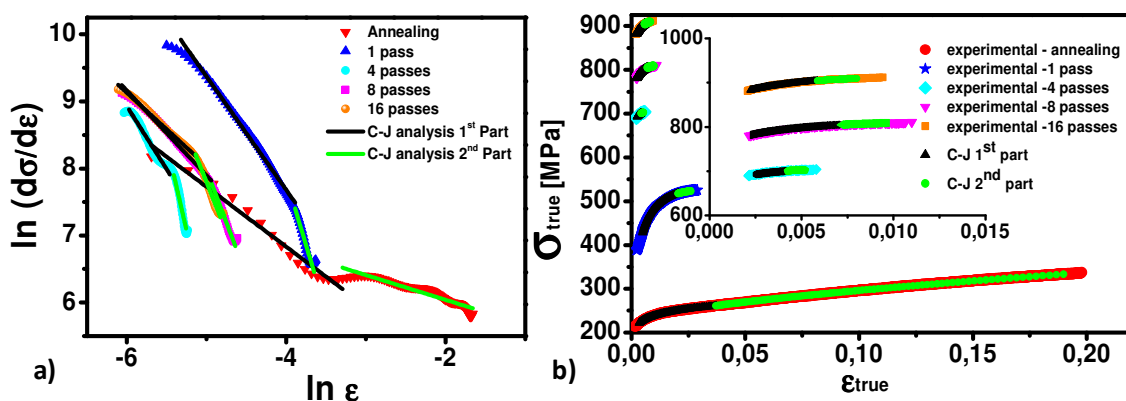 10
9
8
7
6
-6
-4
-2
ln (dσ/dε)
ln ε
a)
Annealing
1 pass
4 passes
8 passes
16 passes
C-J analysis 1st Part
C-J analysis 2nd Part
900
800
700
600
500
400
300
200
0,00
0,05
0,10
0,15
0,20
σtrue [MPa]
εtrue
b)
1000
800
600
0,000
0,005
0,010
0,015
experimental - annealing
experimental -1 pass
experimental -4 passes
experimental -8 passes
experimental -16 passes
C-J 1st part
C-J 2nd part